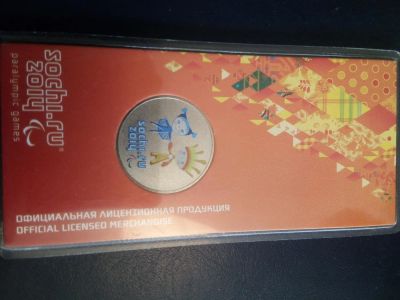 sochi.ru
2014
paralympic games
sochi.ru
2014
ОФИЦИАЛЬНАЯ ЛИЦЕНЗИОННАЯ ПРОДУКЦИЯ
OFFICIAL LICENSED MERCHANDISE